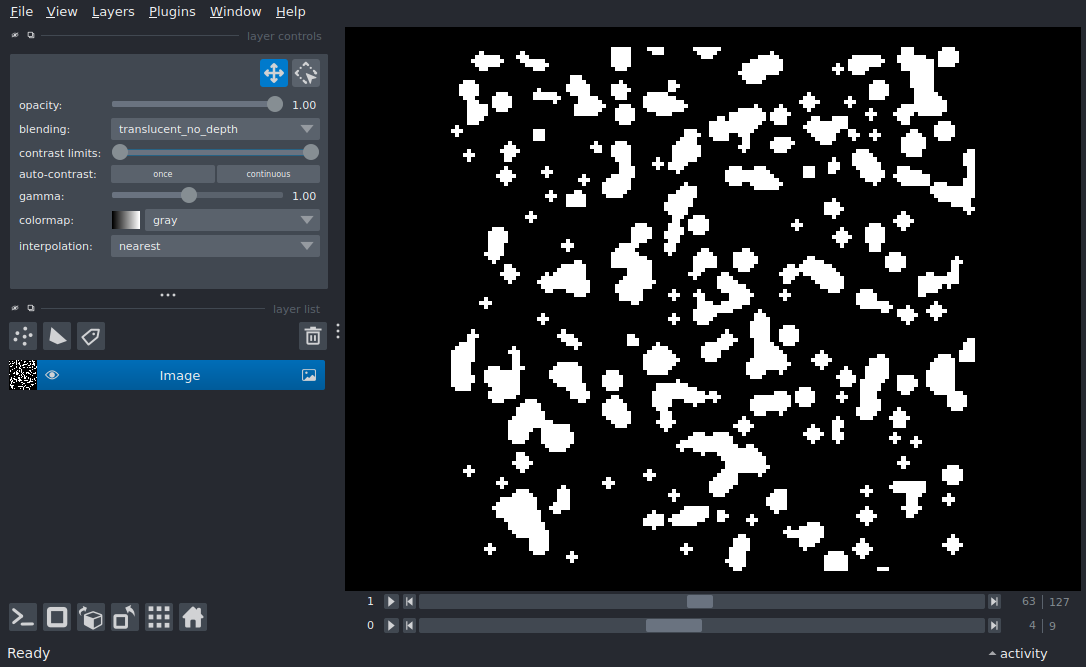 File View Layers Plugins Window Help
layer controls
opacity: 1.00
blending: translucent_no_depth
contrast limits:
auto-contrast: once continuous
gamma: 1.00
colormap: gray
interpolation: nearest
layer list
Image
1 63 127
0 4 9
Ready activity